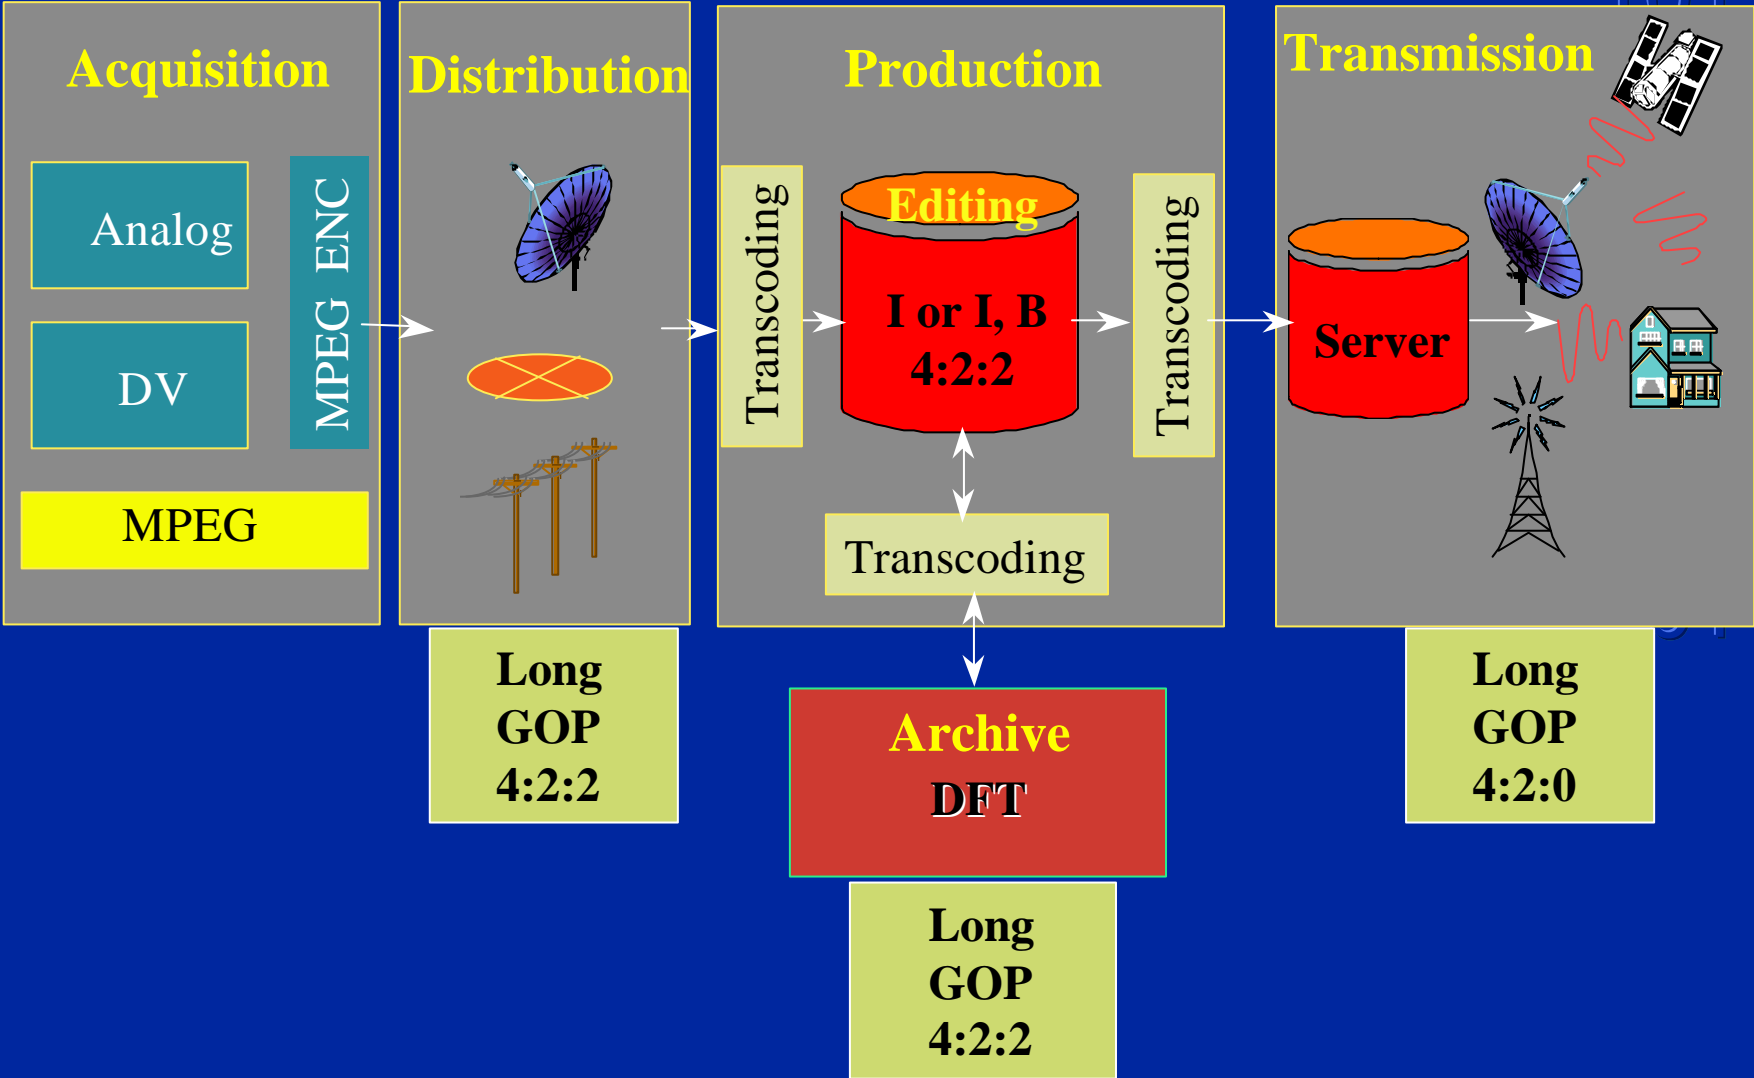 Acquisition
Analog
DV
MPEG ENC
MPEG
Distribution
Long
GOP
4:2:2
Production
Transcoding
Editing
I or I, B
4:2:2
Transcoding
Transcoding
Archive
DFT
Long
GOP
4:2:2
Transmission
Server
Long
GOP
4:2:0